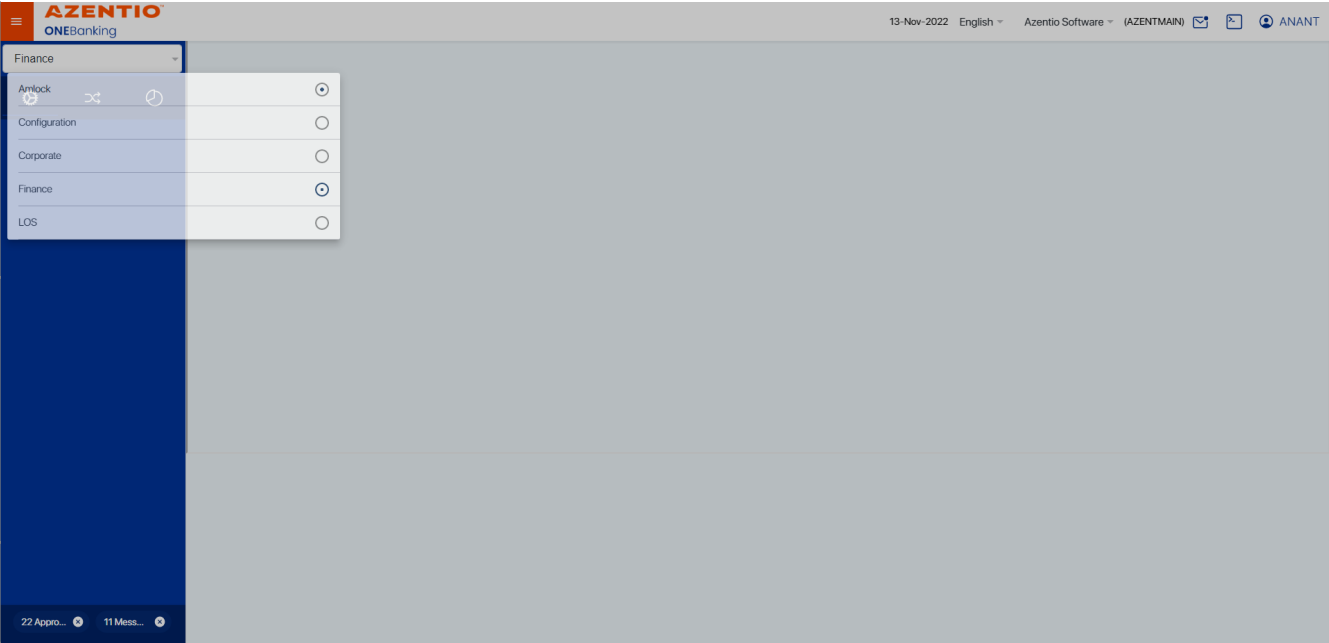 AZENTIO
ONEBanking
13-Nov-2022 English Azentio Software (AZENTMAIN) ANANT
Finance
Amlock
Configuration
Corporate
Finance
LOS
22 Appro... 11 Mess...